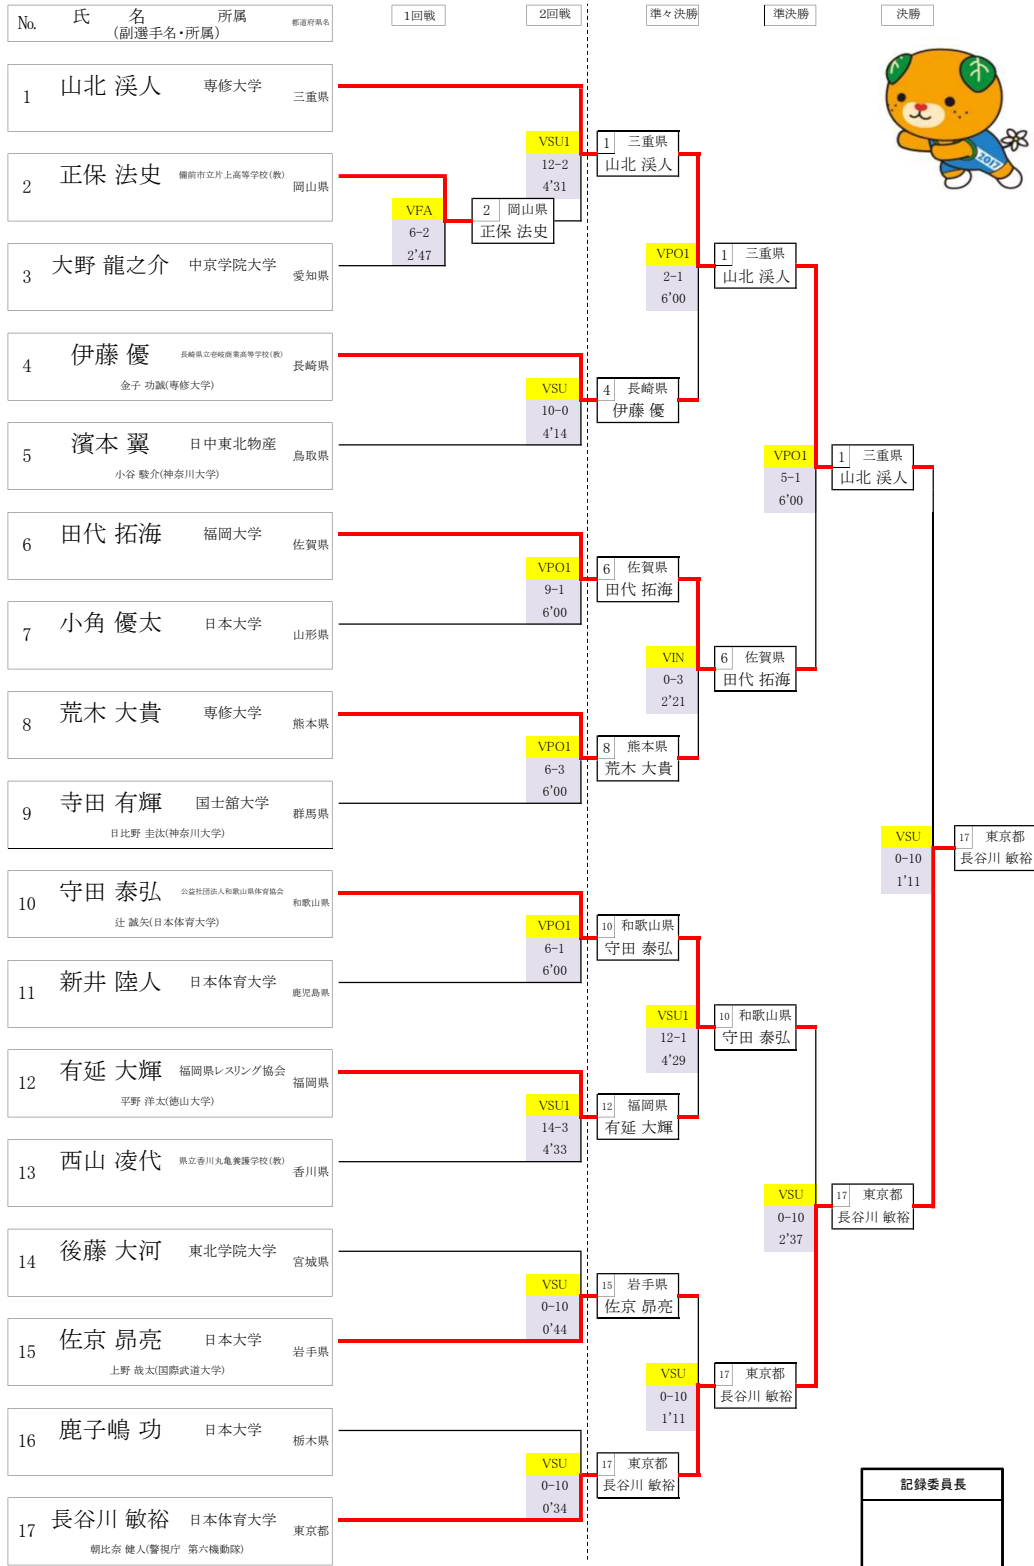 No. 氏 名 所属 都道府県名 1回戦 2回戦 準々決勝 準決勝 決勝
(副選手名・所属)
1 山北 渓人 専修大学 三重県
2 正保 法史 備前市立片上高等学校(教) 岡山県
3 大野 龍之介 中京学院大学 愛知県
4 伊藤 優 長崎県立壱岐商業高等学校(教) 長崎県
金子 功誠(専修大学)
5 濱本 翼 日中東北物産 鳥取県
小谷 駿介(神奈川大学)
6 田代 拓海 福岡大学 佐賀県
7 小角 優太 日本大学 山形県
8 荒木 大貴 専修大学 熊本県
9 寺田 有輝 国士舘大学 群馬県
日比野 圭汰(神奈川大学)
10 守田 泰弘 公益社団法人和歌山県体育協会 和歌山県
辻 誠矢(日本体育大学)
11 新井 陸人 日本体育大学 鹿児島県
12 有延 大輝 福岡県レスリング協会 福岡県
平野 洋太(徳山大学)
13 西山 凌代 県立香川丸亀養護学校(教) 香川県
14 後藤 大河 東北学院大学 宮城県
15 佐京 昴亮 日本大学 岩手県
上野 哉太(国際武道大学)
16 鹿子嶋 功 日本大学 栃木県
17 長谷川 敏裕 日本体育大学 東京都
朝比奈 健人(警視庁 第六機動隊)
VFA
6-2
2'47
2 岡山県
正保 法史
VSU1
12-2
4'31
VSU
10-0
4'14
VPO1
9-1
6'00
VPO1
6-3
6'00
VPO1
6-1
6'00
VSU1
14-3
4'33
VSU
0-10
0'44
VSU
0-10
0'34
1 三重県
山北 渓人
4 長崎県
伊藤 優
6 佐賀県
田代 拓海
8 熊本県
荒木 大貴
10 和歌山県
守田 泰弘
12 福岡県
有延 大輝
15 岩手県
佐京 昴亮
17 東京都
長谷川 敏裕
VPO1
2-1
6'00
VIN
0-3
2'21
VSU1
12-1
4'29
VSU
0-10
1'11
1 三重県
山北 渓人
6 佐賀県
田代 拓海
10 和歌山県
守田 泰弘
17 東京都
長谷川 敏裕
VPO1
5-1
6'00
VSU
0-10
2'37
1 三重県
山北 渓人
17 東京都
長谷川 敏裕
VSU
0-10
1'11
17 東京都
長谷川 敏裕
2017
記録委員長